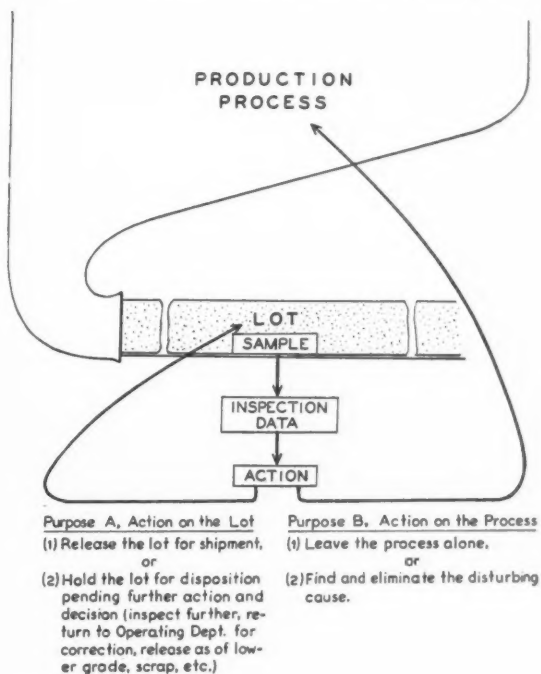 PRODUCTION
PROCESS
LOT
SAMPLE
INSPECTION
DATA
ACTION
Purpose A, Action on the Lot
(1) Release the lot for shipment,
or
(2) Hold the lot for disposition
pending further action and
decision (inspect further, re-
turn to Operating Dept. for
correction, release as of low-
er grade, scrap, etc.)
Purpose B, Action on the Process
(1) Leave the process alone,
or
(2) Find and eliminate the disturbing
cause.